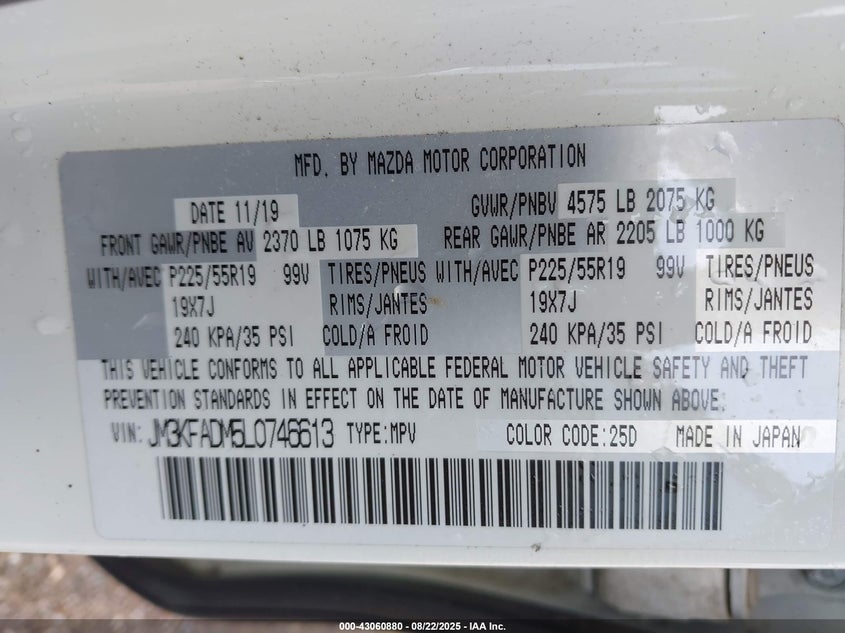 MFD. BY MAZDA MOTOR CORPORATION
DATE 11/19 GVWR/PNBV 4575 LB 2075 KG
FRONT GAWR/PNBE AV 2370 LB 1075 KG REAR GAWR/PNBE AR 2205 LB 1000 KG
WITH/AVEC P225/55R19 99V TIRES/PNEUS WITH/AVEC P225/55R19 99V TIRES/PNEUS
19X7J RIMS/JANTES 19X7J RIMS/JANTES
240 KPA/35 PSI COLD/A FROID 240 KPA/35 PSI COLD/A FROID
THIS VEHICLE CONFORMS TO ALL APPLICABLE FEDERAL MOTOR VEHICLE SAFETY AND THEFT
PREVENTION STANDARDS IN EFFECT ON THE DATE OF MANUFACTURE SHOWN ABOVE.
VIN: JM3KFADM5L0746613 TYPE:MPV COLOR CODE:25D MADE IN JAPAN
000-43060880 - 08/22/2025 - IAA Inc.